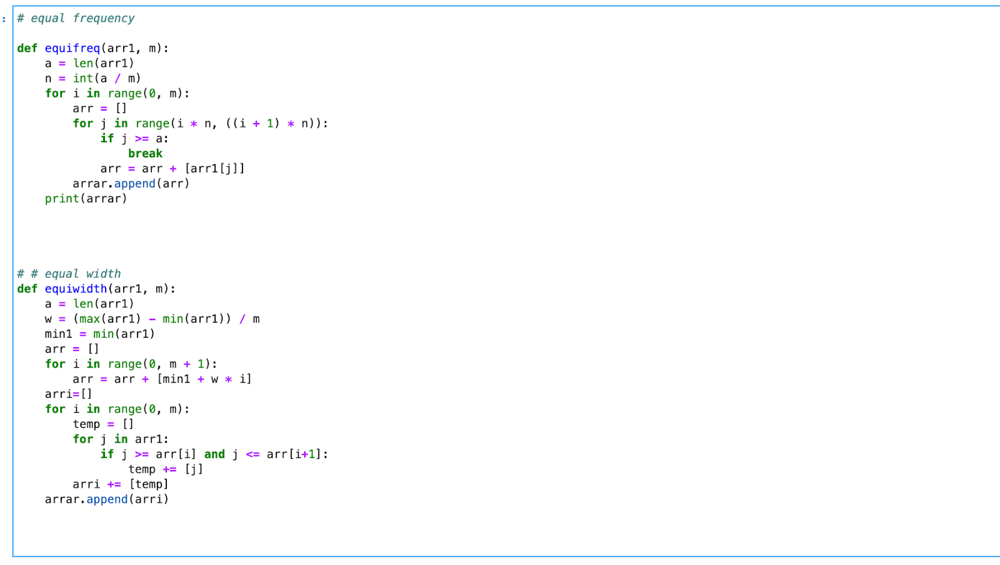 :
# equal frequency
def equifreq(arr1, m):
    a = len(arr1)
    n = int(a / m)
    for i in range(0, m):
        arr = []
        for j in range(i * n, ((i + 1) * n)):
            if j >= a:
                break
            arr = arr + [arr1[j]]
        arrar.append(arr)
    print(arrar)
# # equal width
def equiwidth(arr1, m):
    a = len(arr1)
    w = (max(arr1) - min(arr1)) / m
    min1 = min(arr1)
    arr = []
    for i in range(0, m + 1):
        arr = arr + [min1 + w * i]
    arri=[]
    for i in range(0, m):
        temp = []
        for j in arr1:
            if j >= arr[i] and j <= arr[i+1]:
                temp += [j]
        arri += [temp]
    arrar.append(arri)